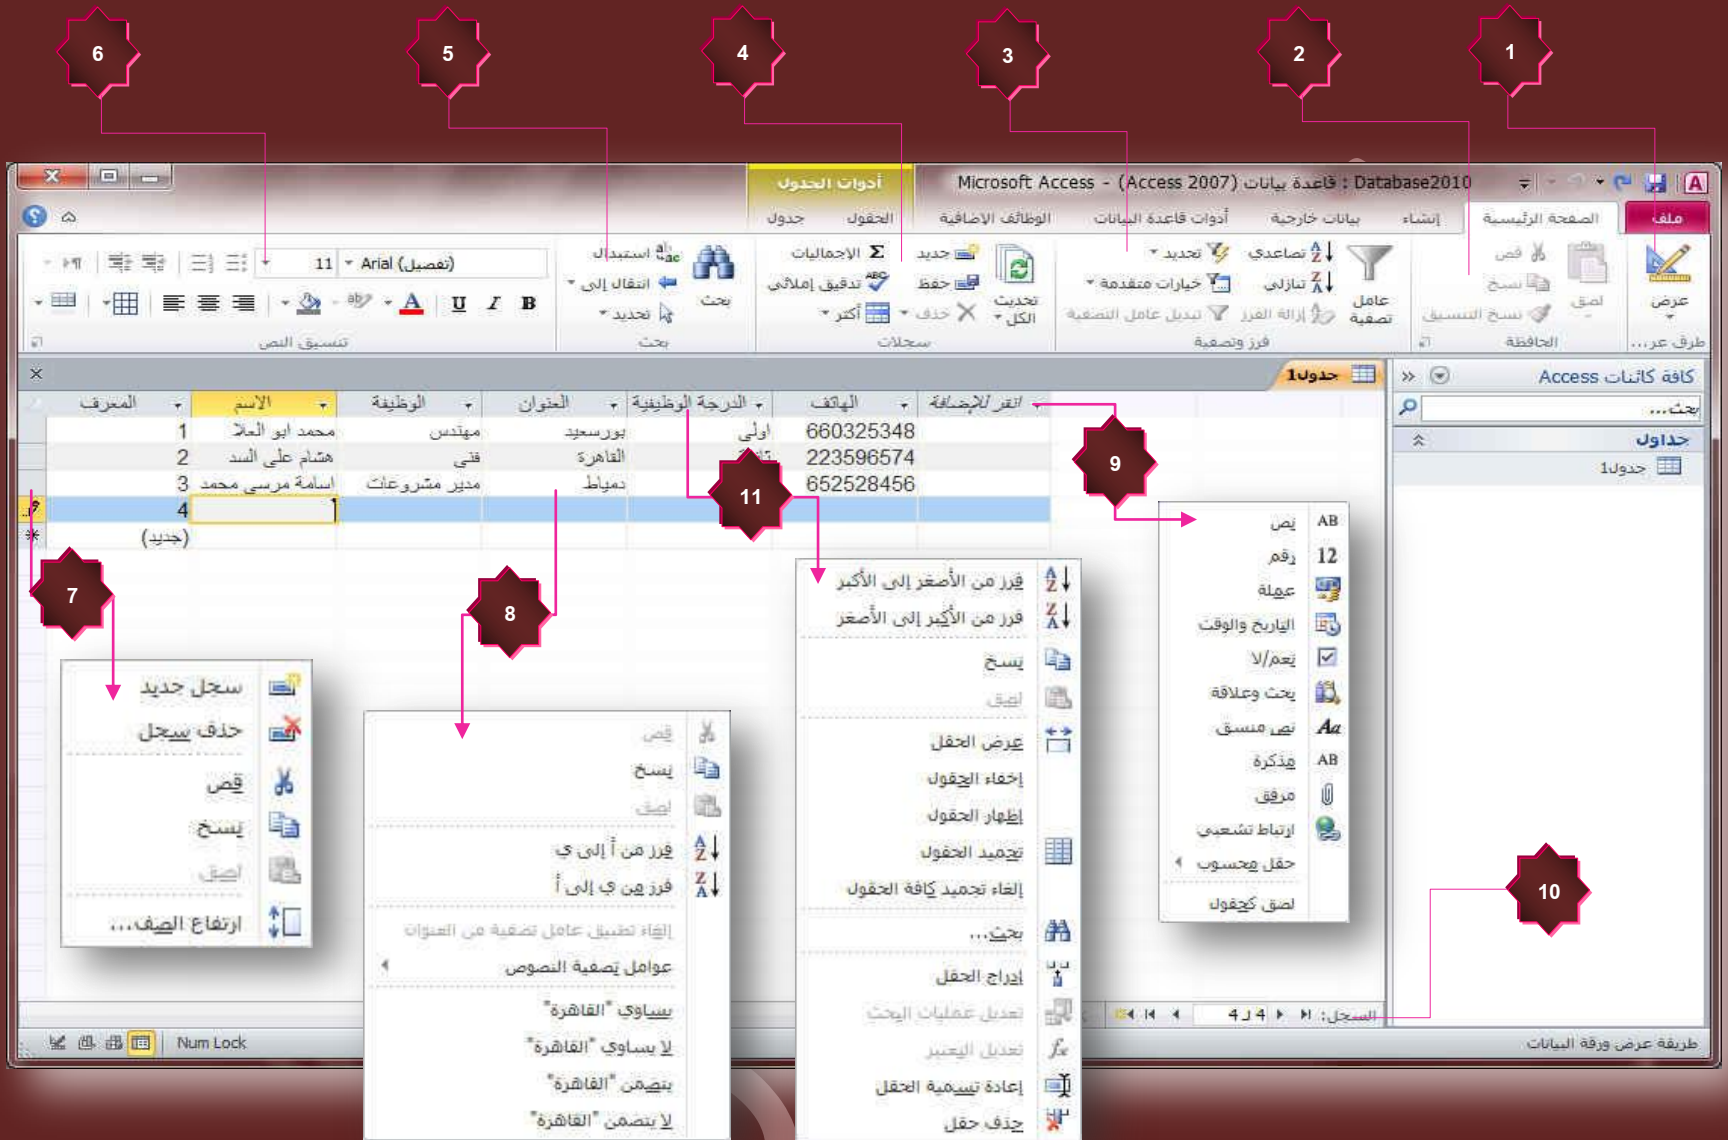 6
5
4
3
2
1
أدوات الجدول
Database2010 : قاعدة بيانات (Access 2007) - Microsoft Access
ملف
الصفحة الرئيسية
إنشاء
بيانات خارجية
أدوات قاعدة البيانات
الوظائف الإضافية
الحقول
جدول
عرض
طرق عر...
لصق
قص
نسخ
نسخ التنسيق
الحافظة
عامل تصفية
تصاعدي
تنازلي
إزالة الفرز
تحديد
خيارات متقدمة
تبديل عامل التصفية
فرز وتصفية
تحديث الكل
جديد
حفظ
حذف
الإجماليات
تدقيق إملائي
أكثر
سجلات
بحث
استبدال
انتقال إلى
تحديد
بحث
Arial (تفصيل)
11
B I U A
تنسيق النص
كافة كائنات Access
بحث...
جداول
جدول1
جدول1
المعرف الاسم الوظيفة العنوان الدرجة الوظيفية الهاتف انقر للإضافة
1 محمد ابو العلا مهندس بورسعيد اولى 660325348
2 هشام على السد فنى القاهرة 223596574
3 اسامة مرسى محمد مدير مشروعات دمياط 652528456
4
(جديد)
9
11
7
8
10
سجل جديد
حذف سجل
قص
نسخ
لصق
ارتفاع الصف...
قص
نسخ
لصق
فرز من أ إلى ي
فرز من ي إلى أ
إلغاء تطبيق عامل تصفية من العنوان
عوامل تصفية النصوص
يساوي "القاهرة"
لا يساوي "القاهرة"
يتضمن "القاهرة"
لا يتضمن "القاهرة"
فرز من الأصغر إلى الأكبر
فرز من الأكبر إلى الأصغر
نسخ
لصق
عرض الحقل
إخفاء الحقول
إظهار الحقول
تجميد الحقول
إلغاء تجميد كافة الحقول
بحث...
إدراج الحقل
تعديل عمليات البحث
تعديل التعبير
إعادة تسمية الحقل
حذف حقل
AB نص
12 رقم
عملة
التاريخ والوقت
نعم/لا
بحث وعلاقة
Aa نص منسق
AB مذكرة
مرفق
ارتباط تشعبي
حقل محسوب
لصق كحقول
السجل: 4 لـ 4
طريقة عرض ورقة البيانات
Num Lock